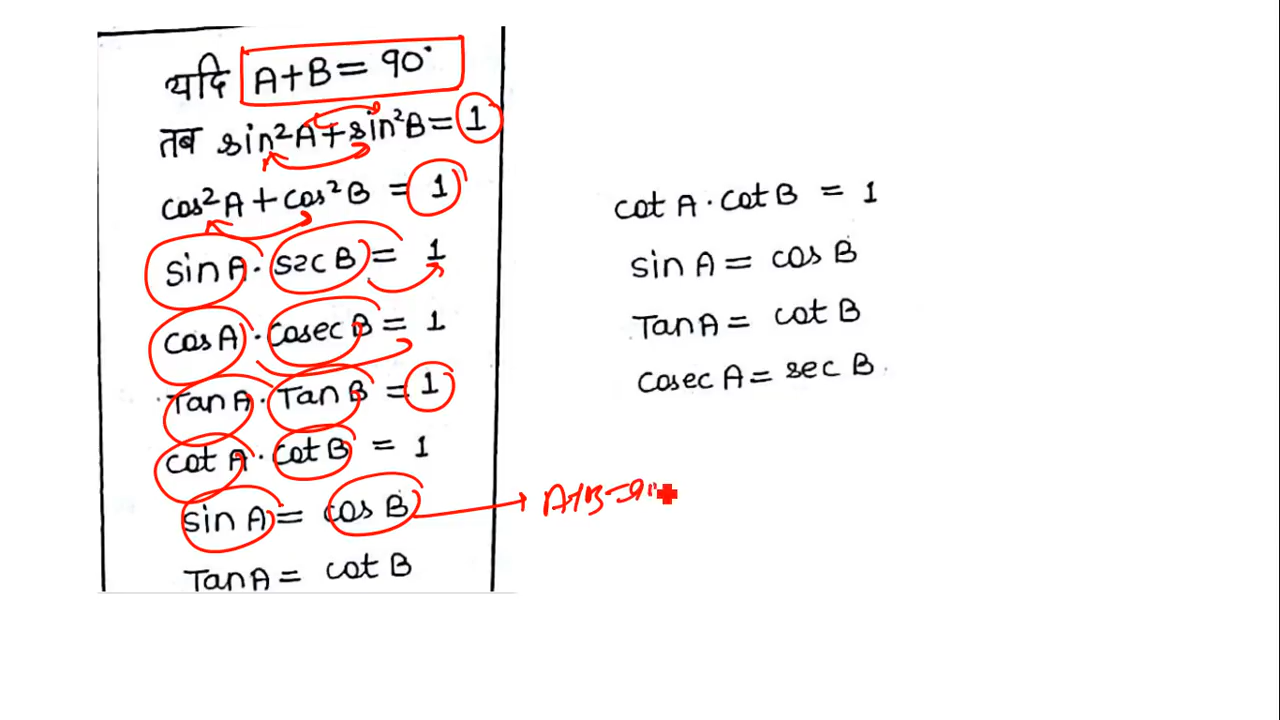 यदि A+B= 90°
तब sin²A+sin²B= 1
cos²A+cos²B = 1
sinA. secB= 1
cosA.cosecB= 1
TanA. TanB = 1
cotA.cotB = 1
sinA= cosB
TanA= cotB
cotA.cotB = 1
sinA= cosB
TanA= cotB
cosecA= secB
A+B=90